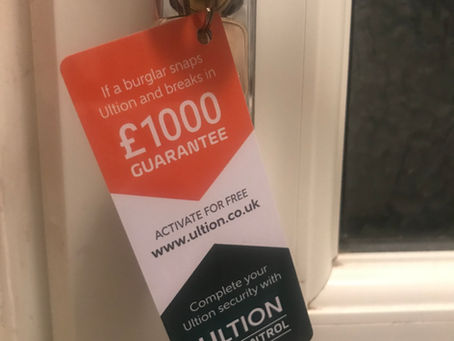 If a burglar snaps
Ultion and breaks in
£1000
GUARANTEE
ACTIVATE FOR FREE
www.ultion.co.uk
Complete your
Ultion security with
ULTION